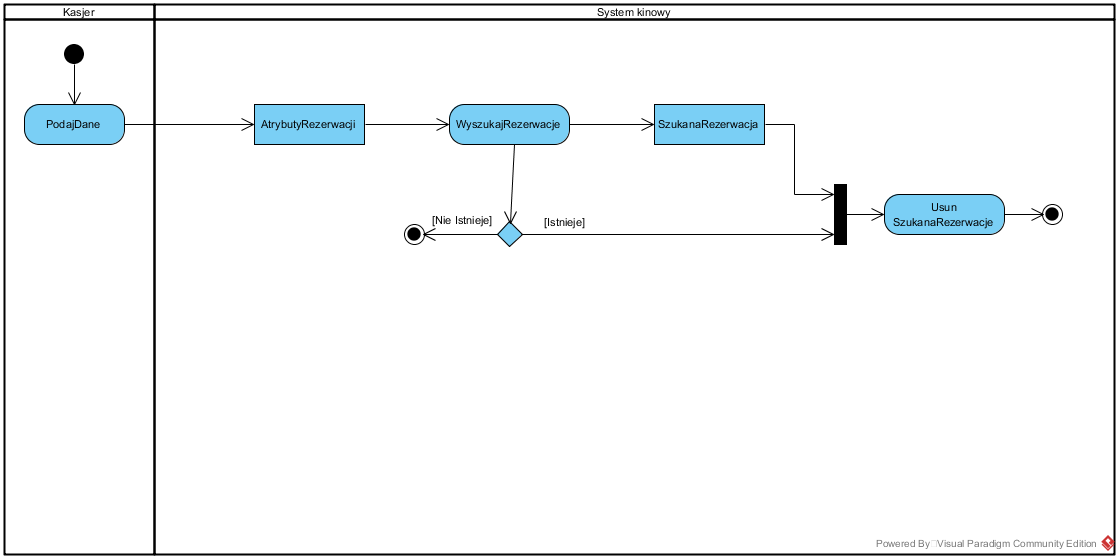 Kasjer
System kinowy
PodajDane
AtrybutyRezerwacji
WyszukajRezerwacje
SzukanaRezerwacja
[Nie Istnieje]
[Istnieje]
Usun
SzukanaRezerwacje
Powered By Visual Paradigm Community Edition